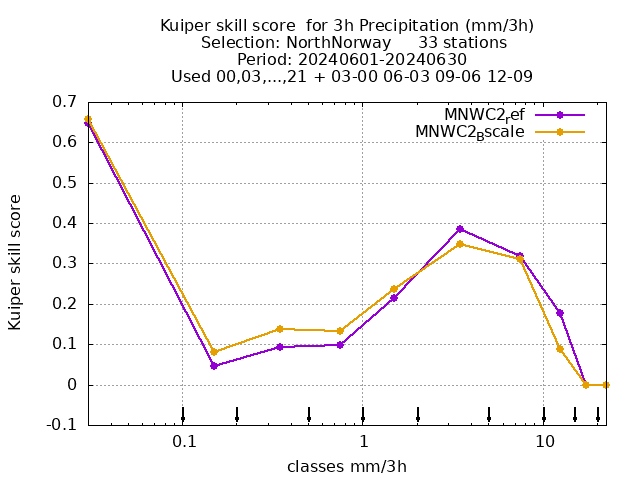 Kuiper skill score  for 3h Precipitation (mm/3h)
Selection: NorthNorway     33 stations
Period: 20240601-20240630
Used 00,03,...,21 + 03-00 06-03 09-06 12-09
MNWC2ref
MNWC2Bscale
0.7
0.6
0.5
0.4
0.3
0.2
0.1
0
-0.1
Kuiper skill score
0.1 1 10
classes mm/3h